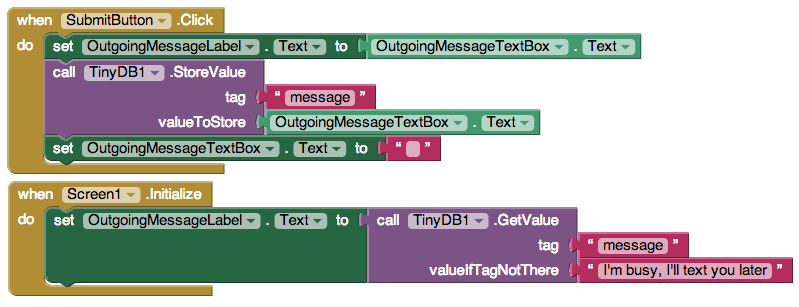 when SubmitButton .Click
do set OutgoingMessageLabel . Text to OutgoingMessageTextBox . Text
call TinyDB1 .StoreValue
tag “ message ”
valueToStore OutgoingMessageTextBox . Text
set OutgoingMessageTextBox . Text to “ ”
when Screen1 .Initialize
do set OutgoingMessageLabel . Text to call TinyDB1 .GetValue
tag “ message ”
valueIfTagNotThere “ I'm busy, I'll text you later ”